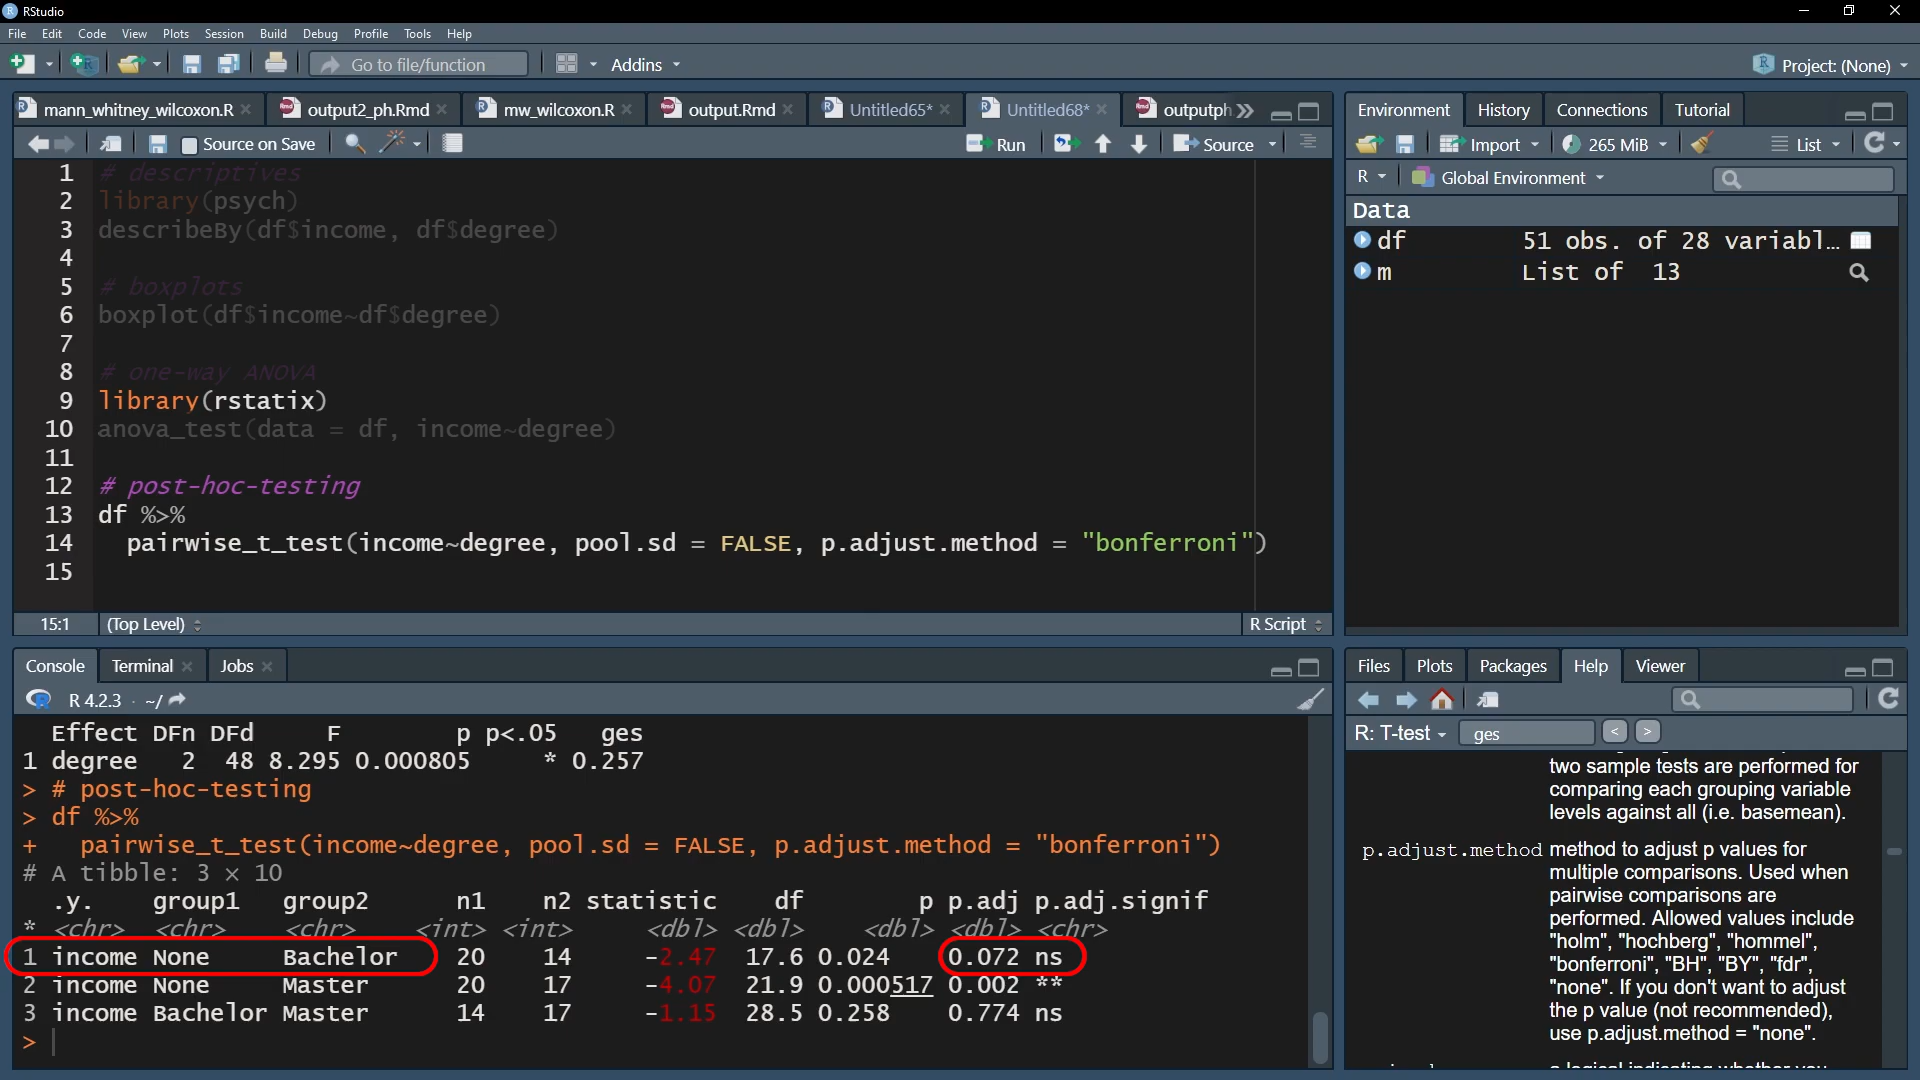 RStudio
File Edit Code View Plots Session Build Debug Profile Tools Help
Go to file/function Addins Project: (None)
mann_whitney_wilcoxon.R output2_ph.Rmd mw_wilcoxon.R output.Rmd Untitled65* Untitled68* outputph
Source on Save Run Source
1 # descriptives
2 library(psych)
3 describeBy(df$income, df$degree)
4
5 # boxplots
6 boxplot(df$income~df$degree)
7
8 # one-way ANOVA
9 library(rstatix)
10 anova_test(data = df, income~degree)
11
12 # post-hoc-testing
13 df %>%
14 pairwise_t_test(income~degree, pool.sd = FALSE, p.adjust.method = "bonferroni")
15
15:1 (Top Level) R Script
Console Terminal Jobs
R 4.2.3 · ~/
Effect DFn DFd F p p<.05 ges
1 degree 2 48 8.295 0.000805 * 0.257
> # post-hoc-testing
> df %>%
+ pairwise_t_test(income~degree, pool.sd = FALSE, p.adjust.method = "bonferroni")
# A tibble: 3 × 10
.y. group1 group2 n1 n2 statistic df p p.adj p.adj.signif
* <chr> <chr> <chr> <int> <int> <dbl> <dbl> <dbl> <dbl> <chr>
1 income None Bachelor 20 14 -2.47 17.6 0.024 0.072 ns
2 income None Master 20 17 -4.07 21.9 0.000517 0.002 **
3 income Bachelor Master 14 17 -1.15 28.5 0.258 0.774 ns
>
Environment History Connections Tutorial
Import 265 MiB List
R Global Environment
Data
df 51 obs. of 28 variabl…
m List of 13
Files Plots Packages Help Viewer
R: T-test ges < >
two sample tests are performed for
comparing each grouping variable
levels against all (i.e. basemean).
p.adjust.method method to adjust p values for
multiple comparisons. Used when
pairwise comparisons are
performed. Allowed values include
"holm", "hochberg", "hommel",
"bonferroni", "BH", "BY", "fdr",
"none". If you don't want to adjust
the p value (not recommended),
use p.adjust.method = "none".